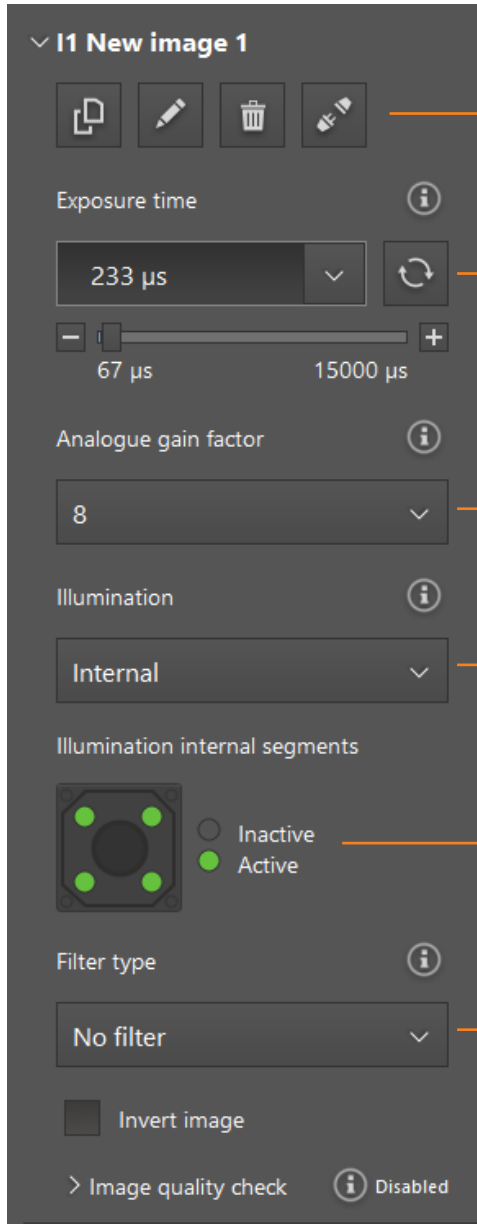 I1 New image 1
Exposure time
233 µs
67 µs 15000 µs
Analogue gain factor
8
Illumination
Internal
Illumination internal segments
Inactive
Active
Filter type
No filter
Invert image
Image quality check Disabled